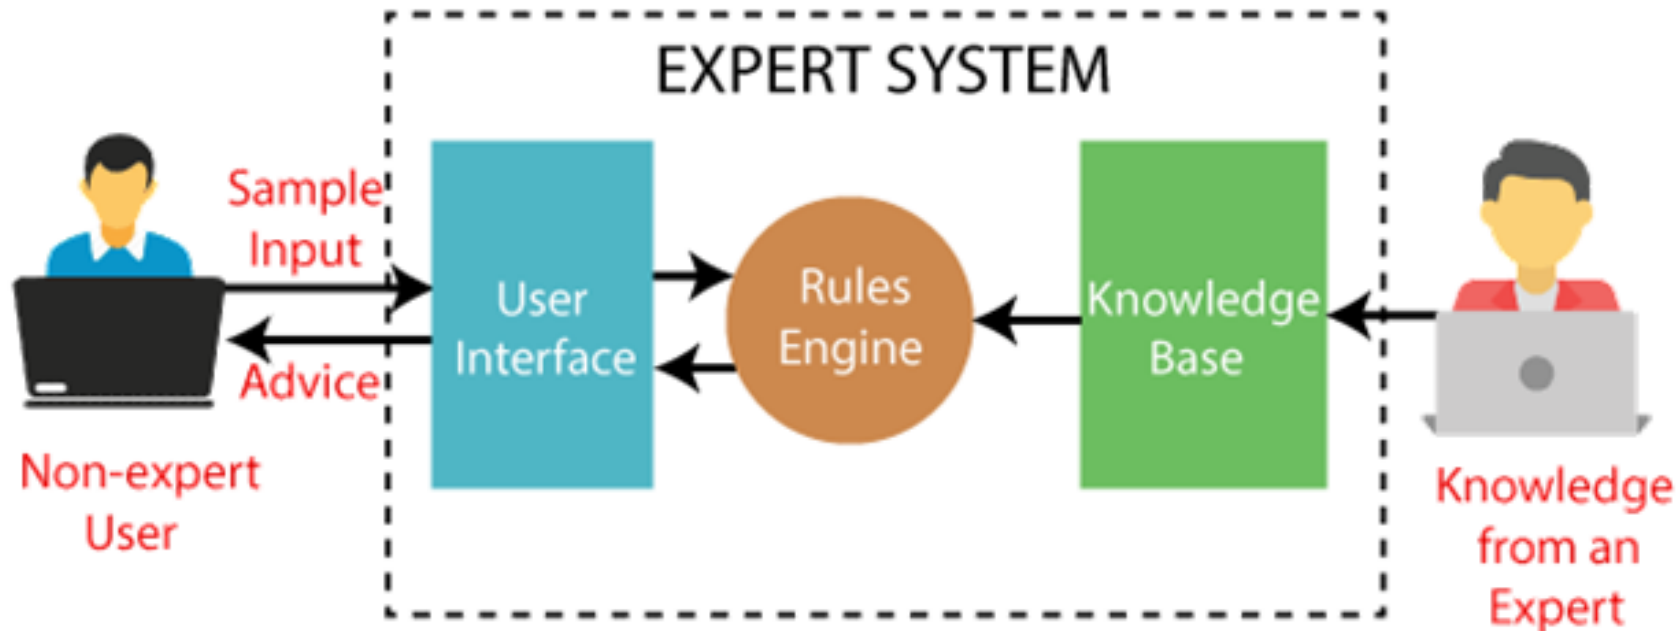 EXPERT SYSTEM
Sample
Input
Advice
Non-expert
User
User
Interface
Rules
Engine
Knowledge
Base
Knowledge
from an
Expert